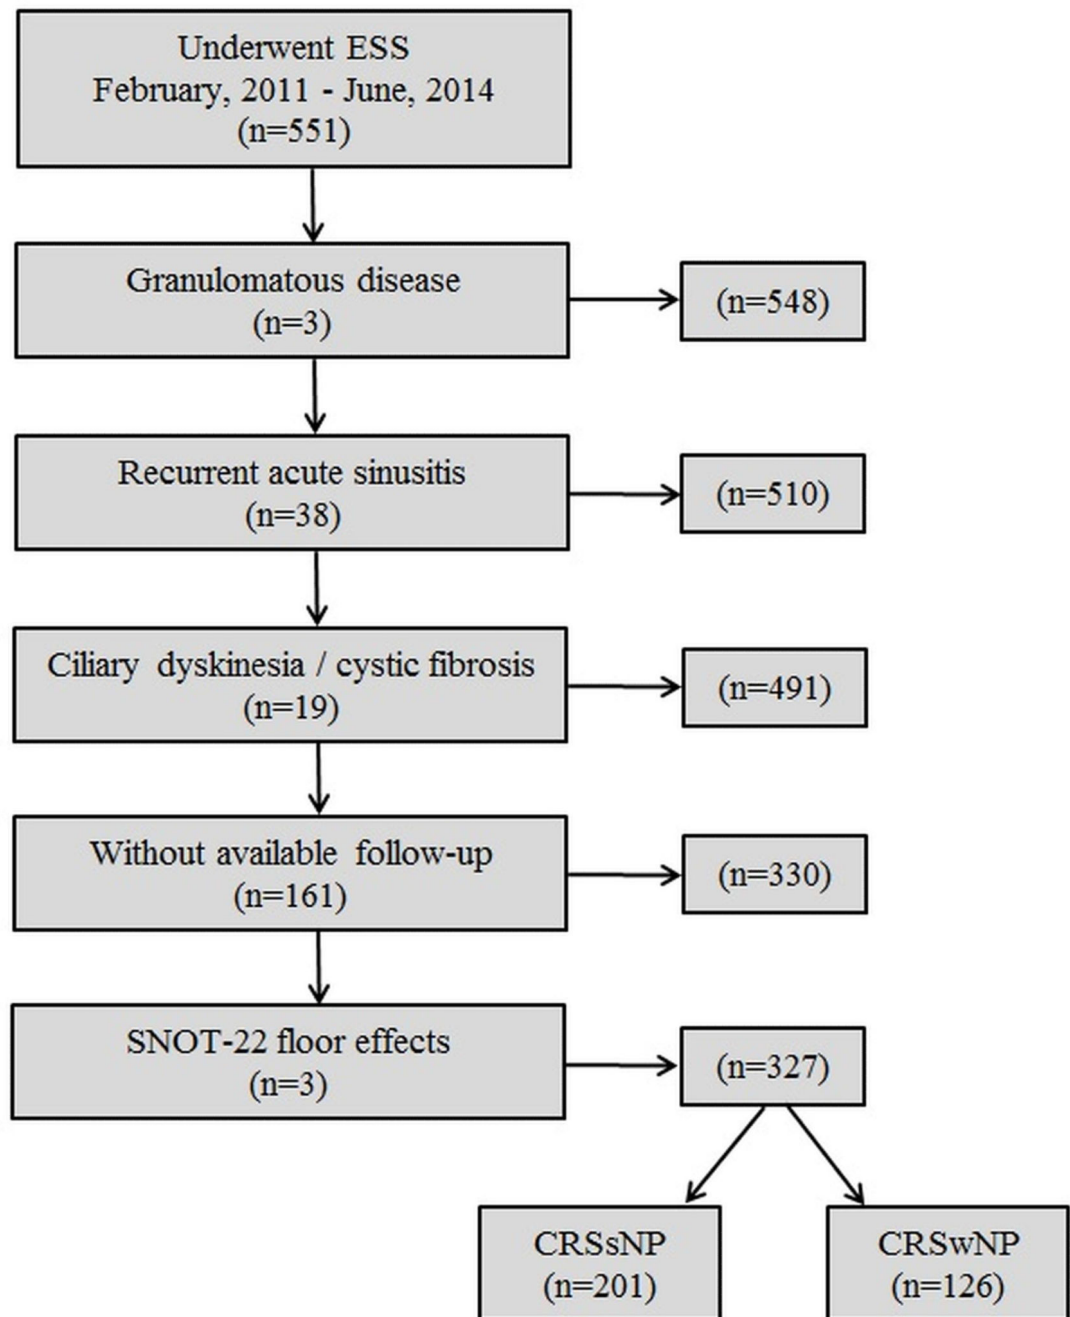 Underwent ESS
February, 2011 - June, 2014
(n=551)
Granulomatous disease
(n=3)
(n=548)
Recurrent acute sinusitis
(n=38)
(n=510)
Ciliary dyskinesia / cystic fibrosis
(n=19)
(n=491)
Without available follow-up
(n=161)
(n=330)
SNOT-22 floor effects
(n=3)
(n=327)
CRSsNP
(n=201)
CRSwNP
(n=126)